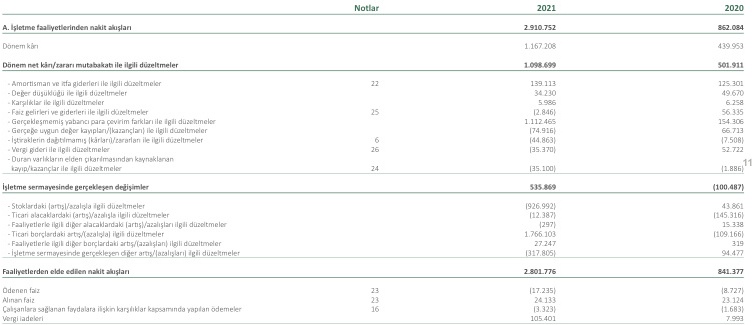 Notlar 2021 2020
A. İşletme faaliyetlerinden nakit akışları 2.910.752 862.084
Dönem kârı 1.167.208 439.953
Dönem net kârı/zararı mutabakatı ile ilgili düzeltmeler 1.098.699 501.911
- Amortisman ve itfa giderleri ile ilgili düzeltmeler 22 139.113 125.301
- Değer düşüklüğü ile ilgili düzeltmeler 34.230 49.670
- Karşılıklar ile ilgili düzeltmeler 5.986 6.258
- Faiz gelirleri ve giderleri ile ilgili düzeltmeler 25 (2.846) 56.335
- Gerçekleşmemiş yabancı para çevirim farkları ile ilgili düzeltmeler 1.112.465 154.306
- Gerçeğe uygun değer kayıpları/(kazançları) ile ilgili düzeltmeler (74.916) 66.713
- İştiraklerin dağıtılmamış (kârları)/zararları ile ilgili düzeltmeler 6 (44.863) (7.508)
- Vergi gideri ile ilgili düzeltmeler 26 (35.370) 52.722
- Duran varlıkların elden çıkarılmasından kaynaklanan
kayıp/kazançlar ile ilgili düzeltmeler 24 (35.100) (1.886)
11
İşletme sermayesinde gerçekleşen değişimler 535.869 (100.487)
- Stoklardaki (artış)/azalışla ilgili düzeltmeler (926.992) 43.861
- Ticari alacaklardaki (artış)/azalışla ilgili düzeltmeler (12.387) (145.316)
- Faaliyetlerle ilgili diğer alacaklardaki (artış)/azalışları ilgili düzeltmeler (297) 15.338
- Ticari borçlardaki artış/(azalışla) ilgili düzeltmeler 1.766.103 (109.166)
- Faaliyetlerle ilgili diğer borçlardaki artış/(azalışları) ilgili düzeltmeler 27.247 319
- İşletme sermayesinde gerçekleşen diğer artış/(azalışları) ilgili düzeltmeler (317.805) 94.477
Faaliyetlerden elde edilen nakit akışları 2.801.776 841.377
Ödenen faiz 23 (17.235) (8.727)
Alınan faiz 23 24.133 23.124
Çalışanlara sağlanan faydalara ilişkin karşılıklar kapsamında yapılan ödemeler 16 (3.323) (1.683)
Vergi iadeleri 105.401 7.993